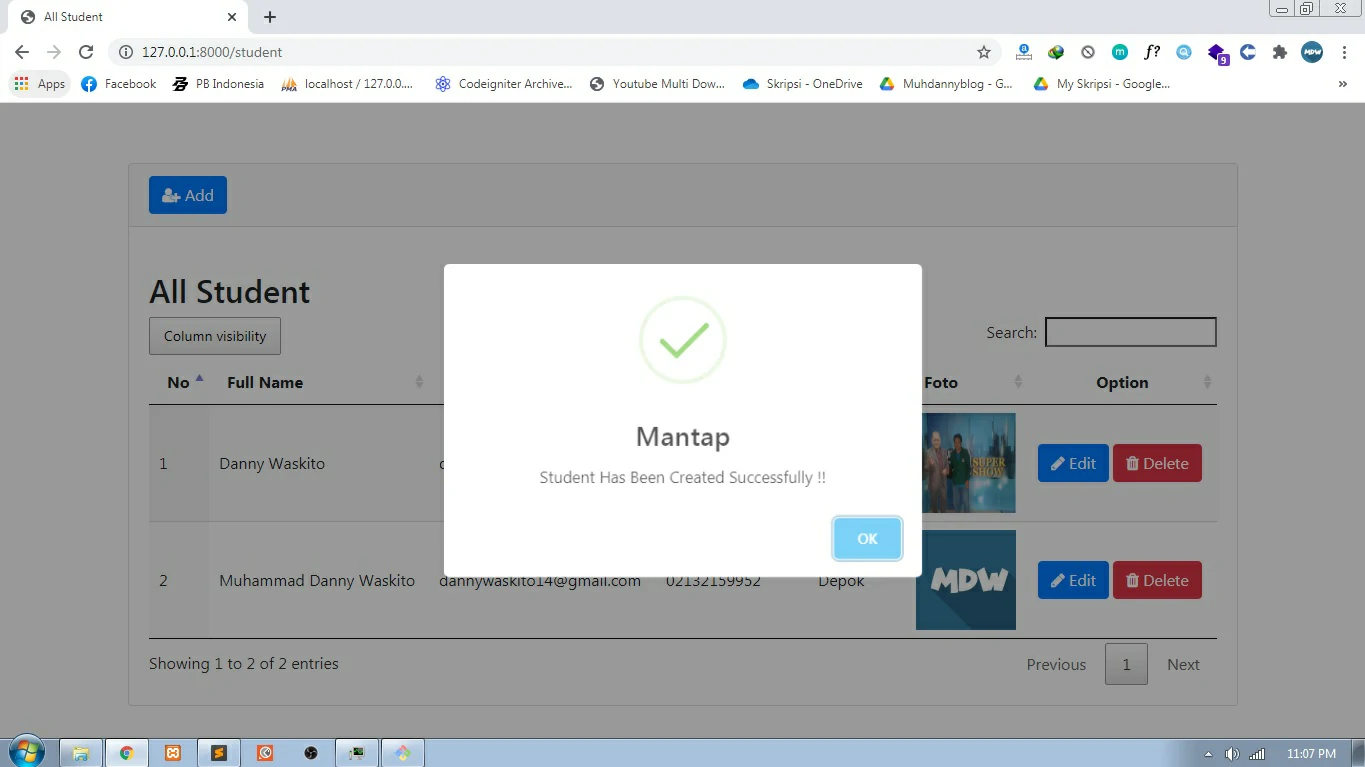 All Student
127.0.0.1:8000/student
9
MDW
Apps
Facebook
PB Indonesia
localhost / 127.0.0....
Codeigniter Archive...
Youtube Multi Dow...
Skripsi - OneDrive
Muhdannyblog - G...
My Skripsi - Google...
Add
All Student
Column visibility
Search:
No
Full Name
Foto
Option
1
Danny Waskito
SUPER
SHOW
Edit
Delete
Mantap
Student Has Been Created Successfully !!
OK
2
Muhammad Danny Waskito
dannywaskito14@gmail.com
02132159952
Depok
MDW
Edit
Delete
Showing 1 to 2 of 2 entries
Previous
1
Next
11:07 PM